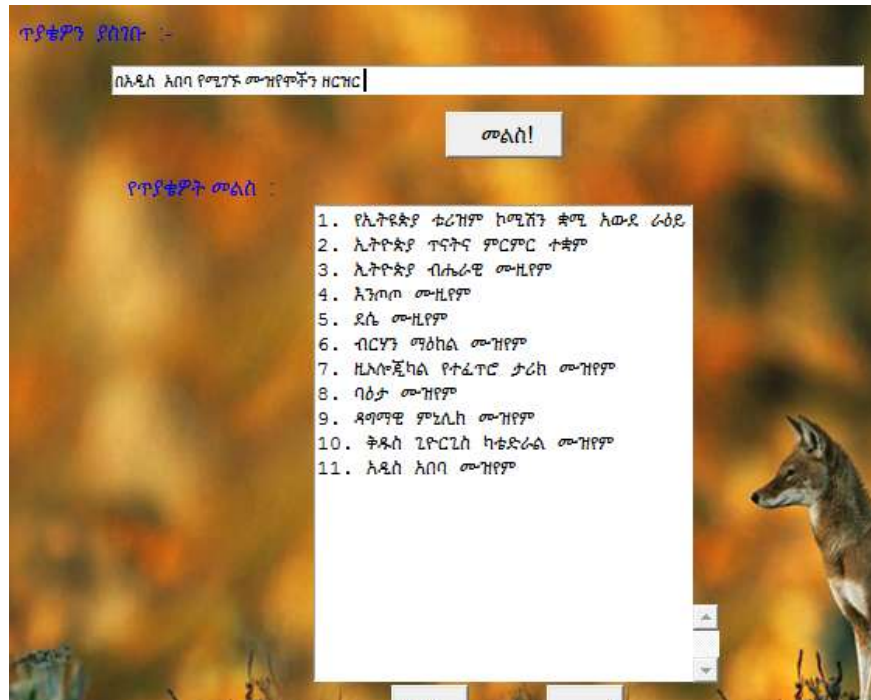 ጥያቄዎን ያስገቡ :-
በአዲስ አበባ የሚገኙ ሙዝየሞችን ዘርዝር
መልስ!
የጥያቄዎት መልስ :
1. የኢትዩጵያ ቱሪዝም ኮሚሽን ቋሚ አውደ ራዕይ
2. ኢትዮጵያ ጥናትና ምርምር ተቋም
3. ኢትዮጵያ ብሔራዊ ሙዚየም
4. እንጦጦ ሙዚየም
5. ደሴ ሙዚየም
6. ብርሃን ማዕከል ሙዝየም
7. ዚኦሎጂካል የተፈጥሮ ታሪክ ሙዝየም
8. ባዕታ ሙዝየም
9. ዳግማዊ ምኒሊክ ሙዝየም
10. ቅዱስ ጊዮርጊስ ካቴድራል ሙዝየም
11. አዲስ አበባ ሙዝየም